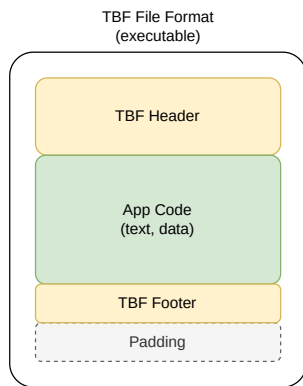 TBF File Format
(executable)
TBF Header
App Code
(text, data)
TBF Footer
Padding